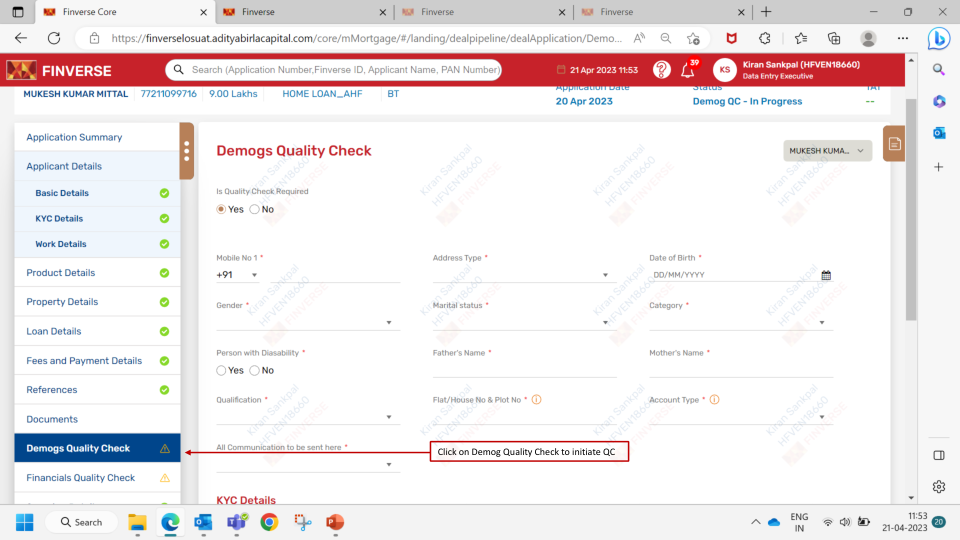 Finverse Core
Finverse
Finverse
Finverse
https://finverselosuat.adityabirlacapital.com/core/mMortgage/#/landing/dealpipeline/dealApplication/Demo...
FINVERSE
Search (Application Number,Finverse ID, Applicant Name, PAN Number)
21 Apr 2023 11:53
39
KS
Kiran Sankpal (HFVEN18660)
Data Entry Executive
MUKESH KUMAR MITTAL 77211099716 9.00 Lakhs HOME LOAN_AHF BT
Application Date
20 Apr 2023
Status
Demog QC - In Progress
TAT
--
Application Summary
Applicant Details
Basic Details
KYC Details
Work Details
Product Details
Property Details
Loan Details
Fees and Payment Details
References
Documents
Demogs Quality Check
Financials Quality Check
Demogs Quality Check
MUKESH KUMA...
Is Quality Check Required
Yes No
Mobile No 1 * Address Type * Date of Birth *
+91 DD/MM/YYYY
Gender * Marital status * Category *
Person with Diasability * Father's Name * Mother's Name *
Yes No
Qualification * Flat/House No & Plot No * Account Type *
All Communication to be sent here *
Click on Demog Quality Check to initiate QC
KYC Details
Kiran Sankpal
HFVEN18660
FINVERSE
Search
ENG
IN
11:53
21-04-2023
20